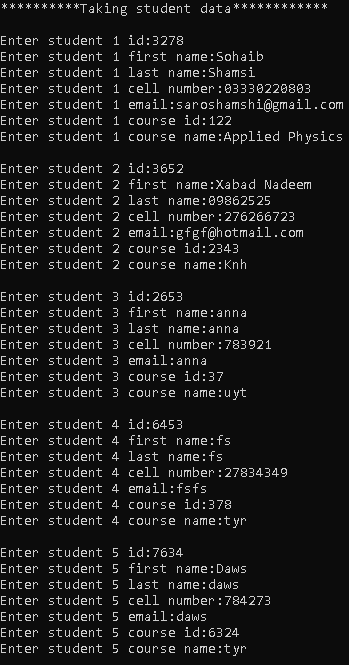 **********Taking student data************
Enter student 1 id:3278
Enter student 1 first name:Sohaib
Enter student 1 last name:Shamsi
Enter student 1 cell number:03330220803
Enter student 1 email:saroshamshi@gmail.com
Enter student 1 course id:122
Enter student 1 course name:Applied Physics
Enter student 2 id:3652
Enter student 2 first name:Xabad Nadeem
Enter student 2 last name:09862525
Enter student 2 cell number:276266723
Enter student 2 email:gfgf@hotmail.com
Enter student 2 course id:2343
Enter student 2 course name:Knh
Enter student 3 id:2653
Enter student 3 first name:anna
Enter student 3 last name:anna
Enter student 3 cell number:783921
Enter student 3 email:anna
Enter student 3 course id:37
Enter student 3 course name:uyt
Enter student 4 id:6453
Enter student 4 first name:fs
Enter student 4 last name:fs
Enter student 4 cell number:27834349
Enter student 4 email:fsfs
Enter student 4 course id:378
Enter student 4 course name:tyr
Enter student 5 id:7634
Enter student 5 first name:Daws
Enter student 5 last name:daws
Enter student 5 cell number:784273
Enter student 5 email:daws
Enter student 5 course id:6324
Enter student 5 course name:tyr